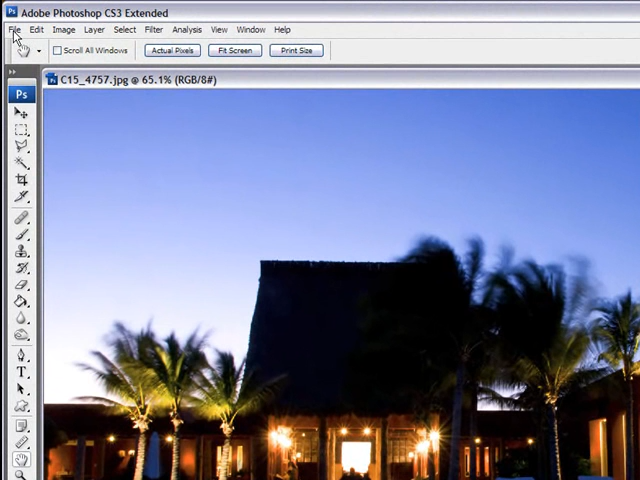 Ps Adobe Photoshop CS3 Extended
File Edit Image Layer Select Filter Analysis View Window Help
Scroll All Windows Actual Pixels Fit Screen Print Size
C15_4757.jpg @ 65.1% (RGB/8#)
Ps
T